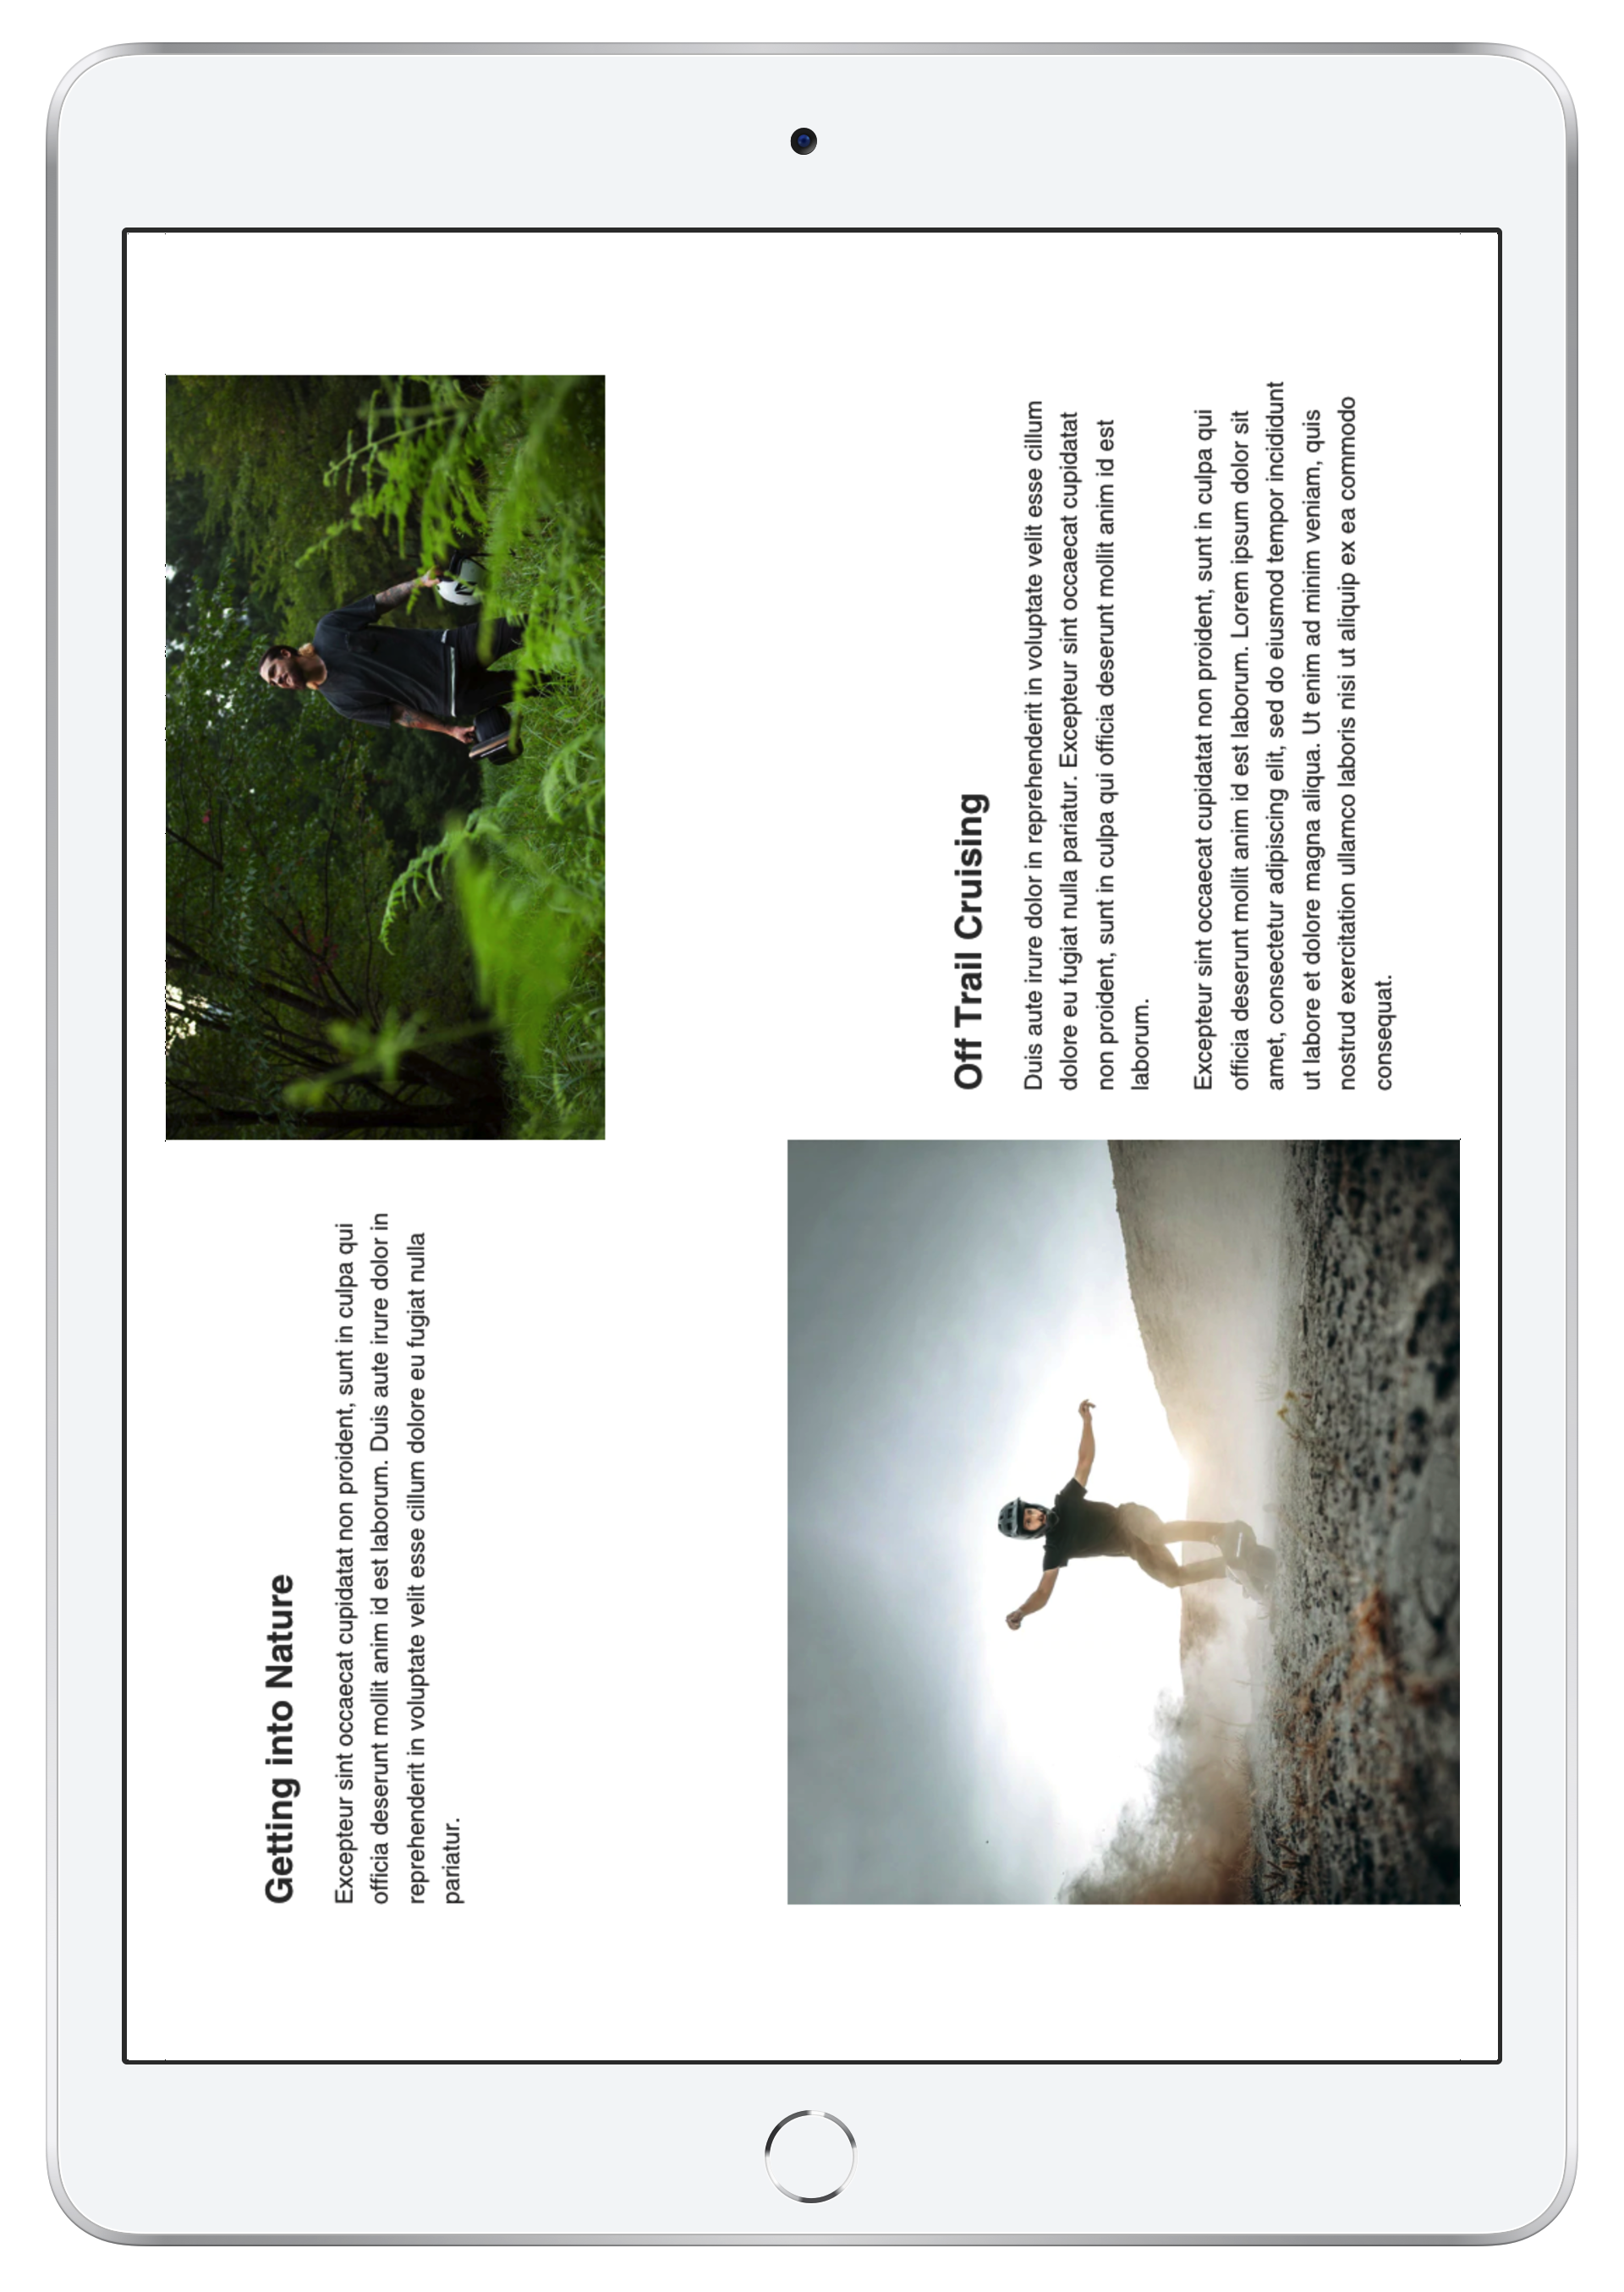 Getting into Nature
Excepteur sint occaecat cupidatat non proident, sunt in culpa qui
officia deserunt mollit anim id est laborum. Duis aute irure dolor in
reprehenderit in voluptate velit esse cillum dolore eu fugiat nulla
pariatur.
Off Trail Cruising
Duis aute irure dolor in reprehenderit in voluptate velit esse cillum
dolore eu fugiat nulla pariatur. Excepteur sint occaecat cupidatat
non proident, sunt in culpa qui officia deserunt mollit anim id est
laborum.
Excepteur sint occaecat cupidatat non proident, sunt in culpa qui
officia deserunt mollit anim id est laborum. Lorem ipsum dolor sit
amet, consectetur adipiscing elit, sed do eiusmod tempor incididunt
ut labore et dolore magna aliqua. Ut enim ad minim veniam, quis
nostrud exercitation ullamco laboris nisi ut aliquip ex ea commodo
consequat.